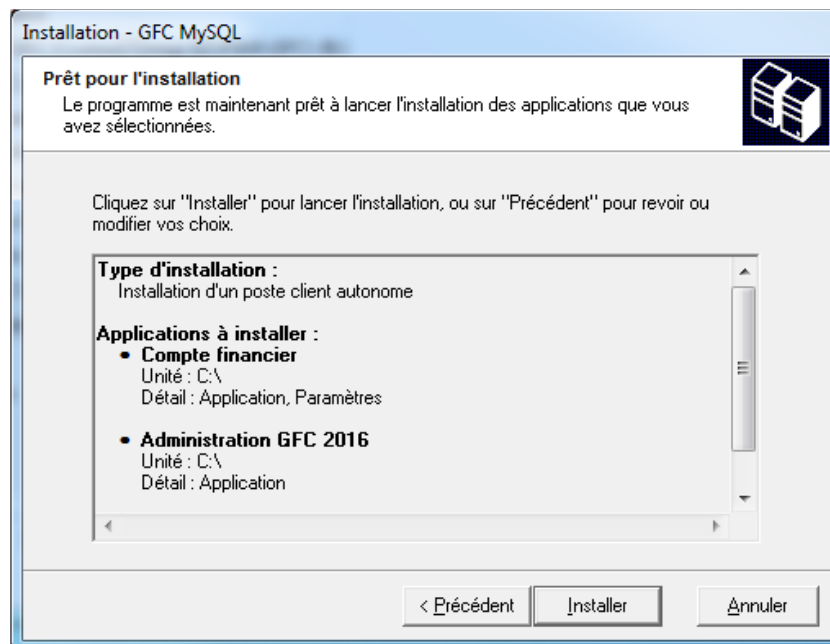 Installation - GFC MySQL
Prêt pour l'installation
Le programme est maintenant prêt à lancer l'installation des applications que vous
avez sélectionnées.
Cliquez sur "Installer" pour lancer l'installation, ou sur "Précédent" pour revoir ou
modifier vos choix.
Type d'installation :
Installation d'un poste client autonome
Applications à installer :
• Compte financier
Unité : C:\
Détail : Application, Paramètres
• Administration GFC 2016
Unité : C:\
Détail : Application
< Précédent
Installer
Annuler